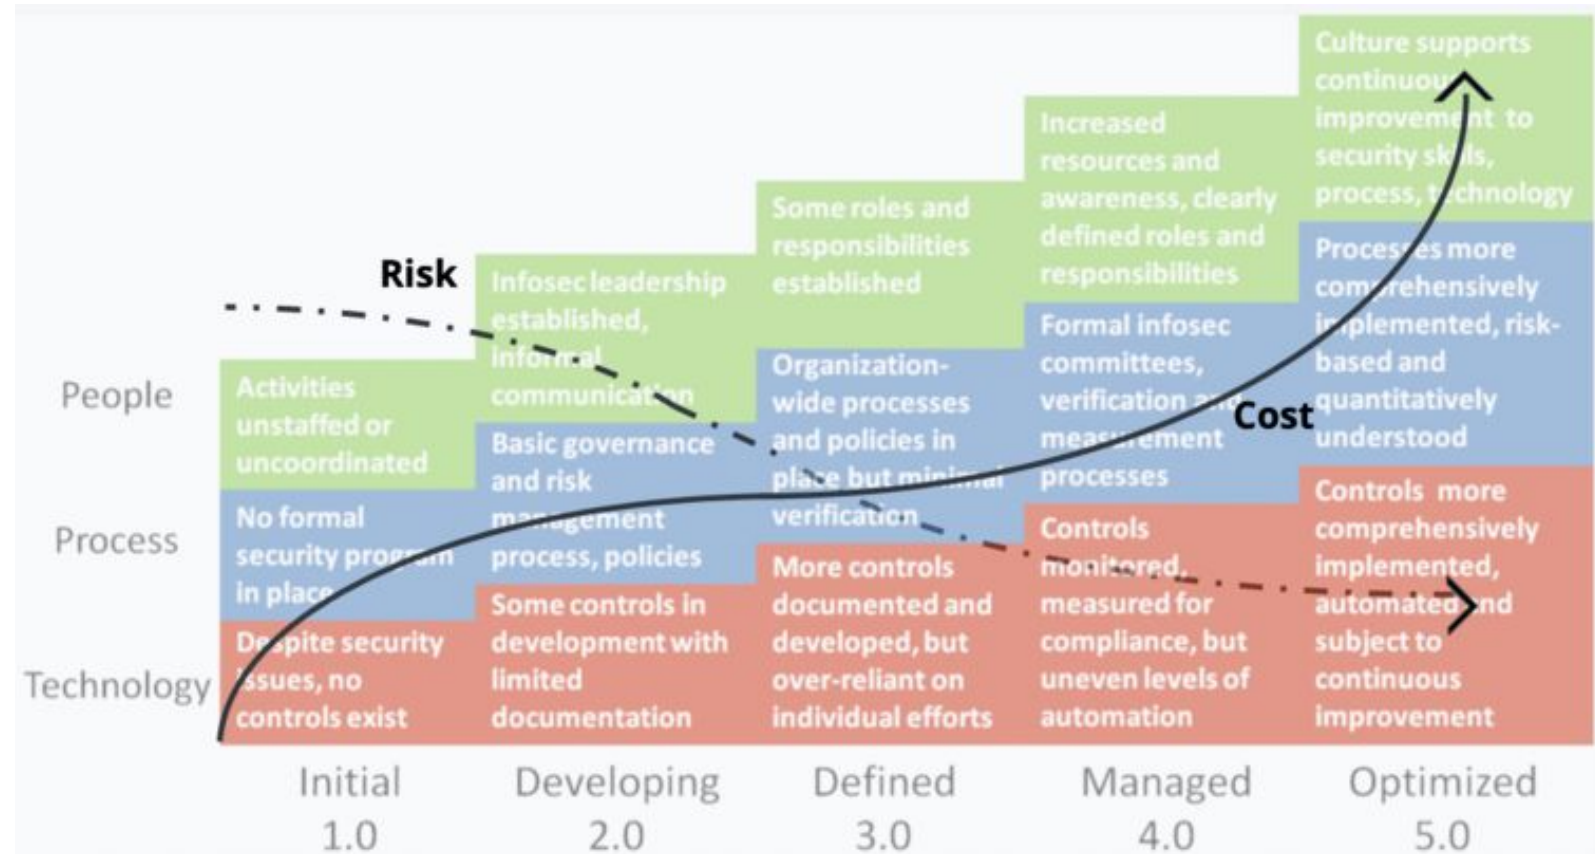 Risk
Cost
People
Process
Technology
Activities
unstaffed or
uncoordinated
No formal
security program
in place
Despite security
issues, no
controls exist
Infosec leadership
established,
informal
communication
Basic governance
and risk
management
process, policies
Some controls in
development with
limited
documentation
Some roles and
responsibilities
established
Organization-
wide processes
and policies in
place but minimal
verification
More controls
documented and
developed, but
over-reliant on
individual efforts
Increased
resources and
awareness, clearly
defined roles and
responsibilities
Formal infosec
committees,
verification and
measurement
processes
Controls
monitored,
measured for
compliance, but
uneven levels of
automation
Culture supports
continuous
improvement to
security skills,
process, technology
Processes more
comprehensively
implemented, risk-
based and
quantitatively
understood
Controls more
comprehensively
implemented,
automated and
subject to
continuous
improvement
Initial
1.0
Developing
2.0
Defined
3.0
Managed
4.0
Optimized
5.0